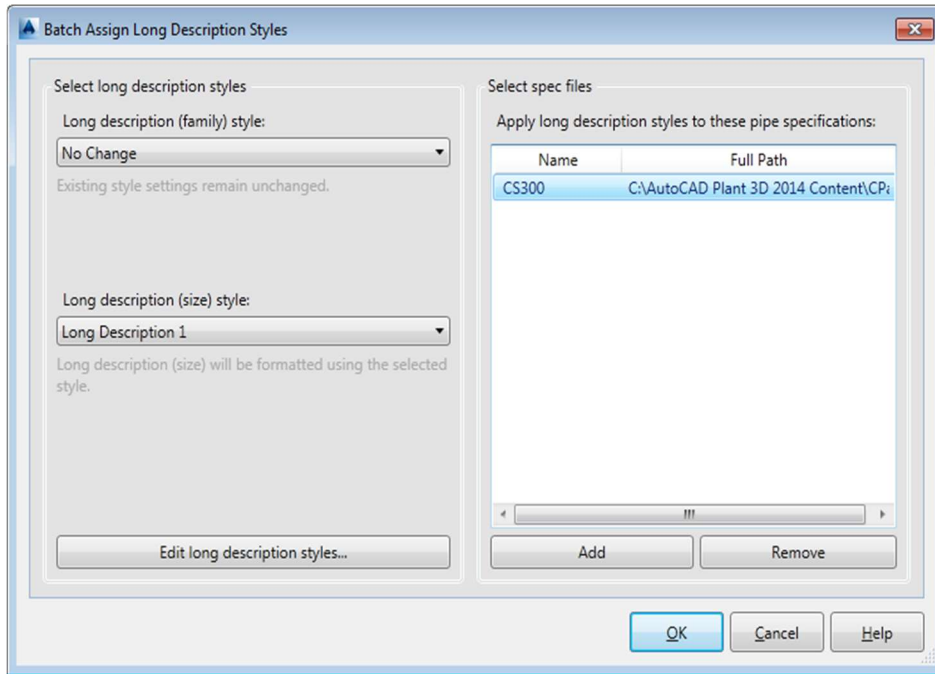 Batch Assign Long Description Styles
Select long description styles
Long description (family) style:
No Change
Existing style settings remain unchanged.
Long description (size) style:
Long Description 1
Long description (size) will be formatted using the selected
style.
Edit long description styles...
Select spec files
Apply long description styles to these pipe specifications:
Name Full Path
CS300 C:\AutoCAD Plant 3D 2014 Content\CPa
Add Remove
OK Cancel Help